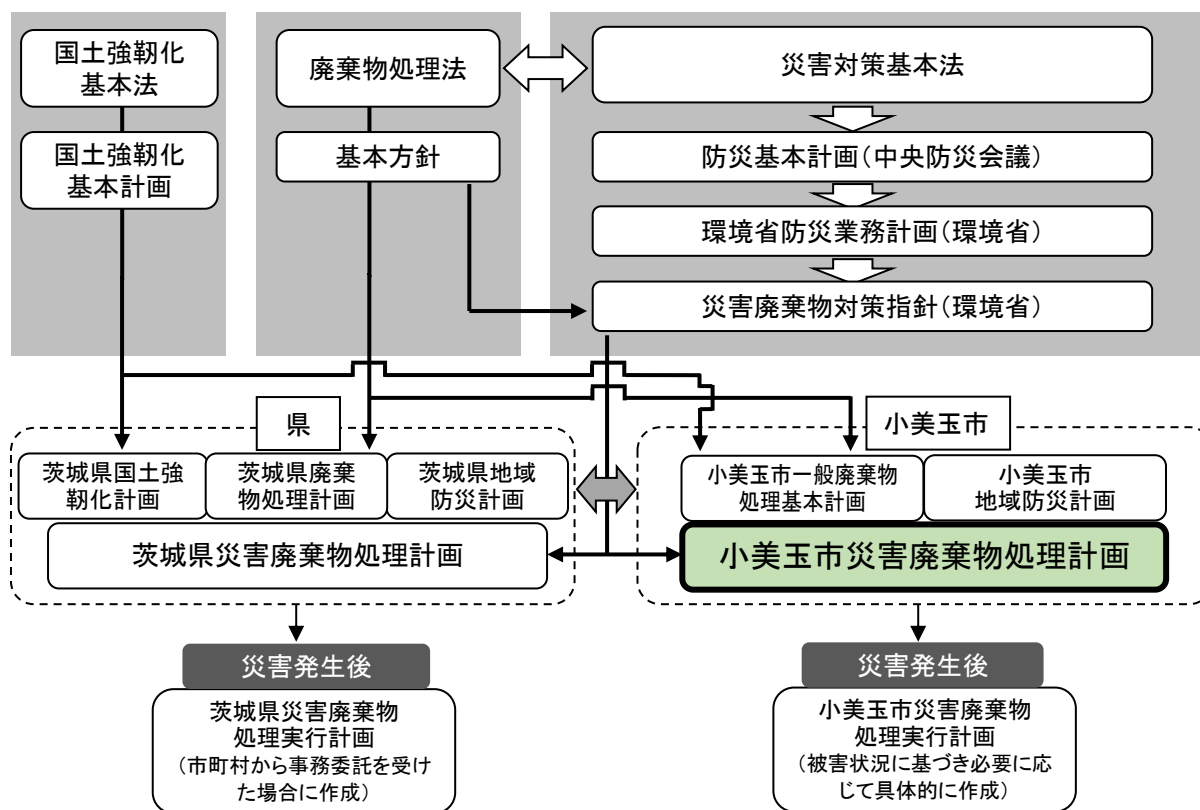 国土強靭化
基本法
国土強靭化
基本計画
廃棄物処理法
基本方針
災害対策基本法
防災基本計画（中央防災会議）
環境省防災業務計画（環境省）
災害廃棄物対策指針（環境省）
県
茨城県国土強
靭化計画
茨城県廃棄
物処理計画
茨城県地域
防災計画
茨城県災害廃棄物処理計画
小美玉市
小美玉市一般廃棄物
処理基本計画
小美玉市
地域防災計画
小美玉市災害廃棄物処理計画
災害発生後
茨城県災害廃棄物
処理実行計画
（市町村から事務委託を受け
た場合に作成）
災害発生後
小美玉市災害廃棄物
処理実行計画
（被害状況に基づき必要に応
じて具体的に作成）